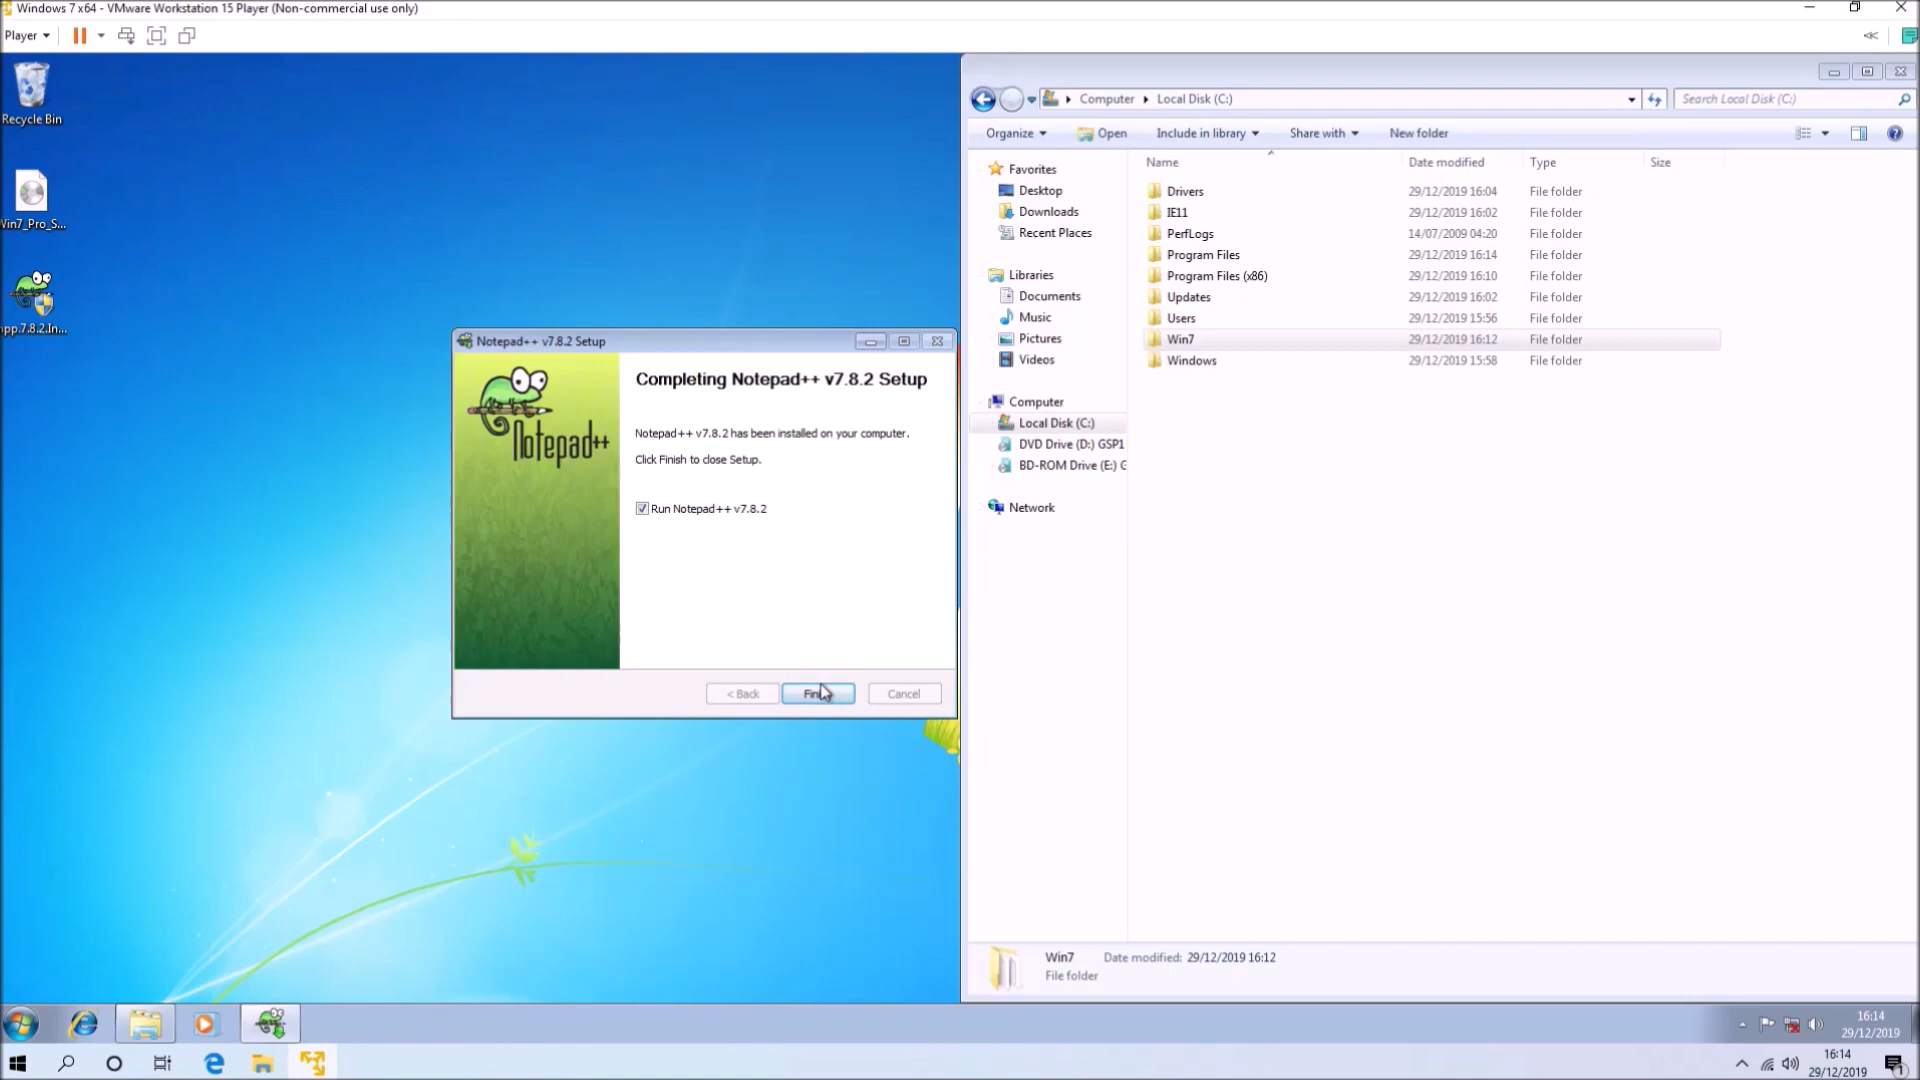 Windows 7 x64 - VMware Workstation 15 Player (Non-commercial use only)
Player
Recycle Bin
Win7_Pro_S...
npp.7.8.2.In...
Notepad++ v7.8.2 Setup
Notepad++
Completing Notepad++ v7.8.2 Setup
Notepad++ v7.8.2 has been installed on your computer.
Click Finish to close Setup.
Run Notepad++ v7.8.2
< Back
Cancel
Computer
Local Disk (C:)
Search Local Disk (C:)
Organize
Open
Include in library
Share with
New folder
Favorites
Desktop
Downloads
Recent Places
Libraries
Documents
Music
Pictures
Videos
Computer
Local Disk (C:)
DVD Drive (D:) GSP1
BD-ROM Drive (E:) G
Network
Name Date modified Type Size
Drivers 29/12/2019 16:04 File folder
IE11 29/12/2019 16:02 File folder
PerfLogs 14/07/2009 04:20 File folder
Program Files 29/12/2019 16:14 File folder
Program Files (x86) 29/12/2019 16:10 File folder
Updates 29/12/2019 16:02 File folder
Users 29/12/2019 15:56 File folder
Win7 29/12/2019 16:12 File folder
Windows 29/12/2019 15:58 File folder
Win7 Date modified: 29/12/2019 16:12
File folder
16:14
29/12/2019
16:14
29/12/2019
1